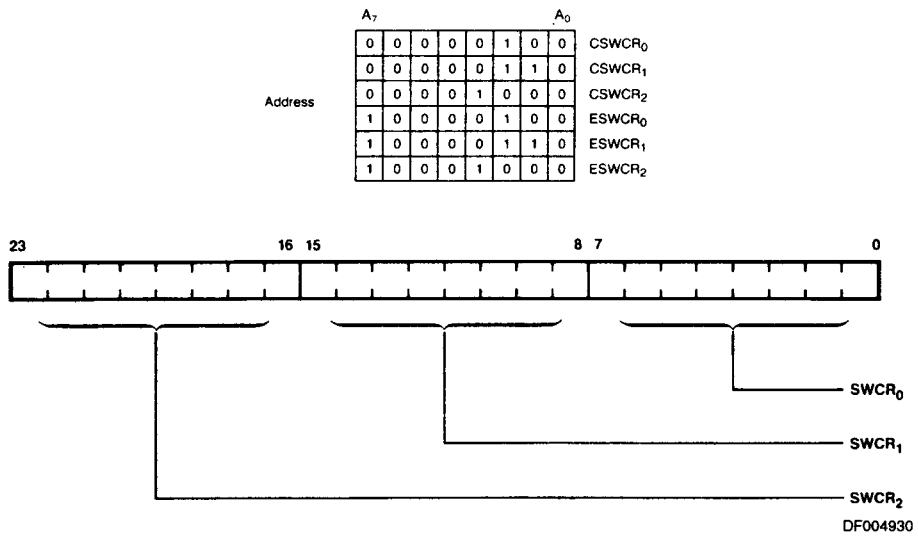 A7 A0
0 0 0 0 0 1 0 0 CSWCR0
0 0 0 0 0 1 1 0 CSWCR1
Address
0 0 0 0 1 0 0 0 CSWCR2
1 0 0 0 0 1 0 0 ESWCR0
1 0 0 0 0 1 1 0 ESWCR1
1 0 0 0 1 0 0 0 ESWCR2
23 16 15 8 7 0
SWCR0
SWCR1
SWCR2
DF004930